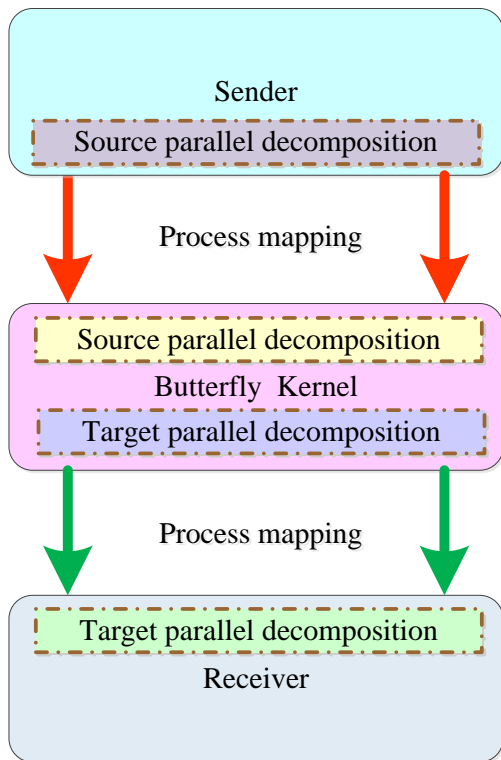 Sender
Source parallel decomposition
Process mapping
Source parallel decomposition
Butterfly Kernel
Target parallel decomposition
Process mapping
Target parallel decomposition
Receiver